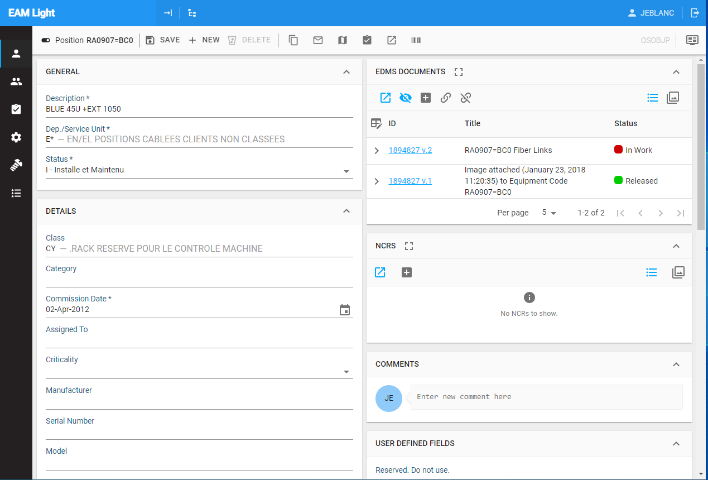 EAM Light
JEBLANC
Position RA0907=BC0
SAVE
NEW
DELETE
OSOBJP
GENERAL
Description *
BLUE 45U +EXT 1050
Dep./Service Unit *
E* — EN/EL POSITIONS CABLEES CLIENTS NON CLASSEES
Status *
I - Installe et Maintenu
DETAILS
Class
CY — .RACK RESERVE POUR LE CONTROLE MACHINE
Category
Commission Date *
02-Apr-2012
Assigned To
Criticality
Manufacturer
Serial Number
Model
EDMS DOCUMENTS
ID Title Status
1894827 v.2 RA0907=BC0 Fiber Links In Work
1894827 v.1 Image attached (January 23, 2018 11:20:35) to Equipment Code RA0907=BC0 Released
Per page 5 1-2 of 2
NCRS
No NCRs to show.
COMMENTS
JE
Enter new comment here
USER DEFINED FIELDS
Reserved. Do not use.